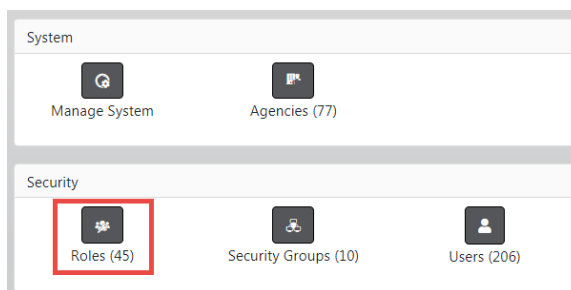 System
Manage System
Agencies (77)
Security
Roles (45)
Security Groups (10)
Users (206)